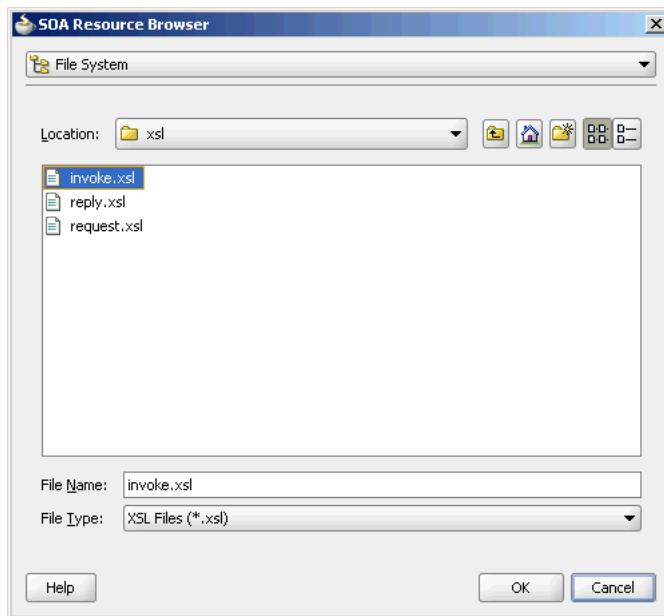 SOA Resource Browser
File System
Location: xsl
invoke.xsl
reply.xsl
request.xsl
File Name: invoke.xsl
File Type: XSL Files (*.xsl)
Help OK Cancel